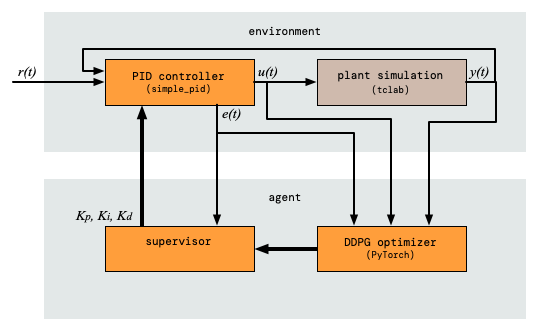 environment
r(t)
PID controller
(simple_pid)
u(t)
plant simulation
(tclab)
y(t)
e(t)
agent
Kp, Ki, Kd
supervisor
DDPG optimizer
(PyTorch)